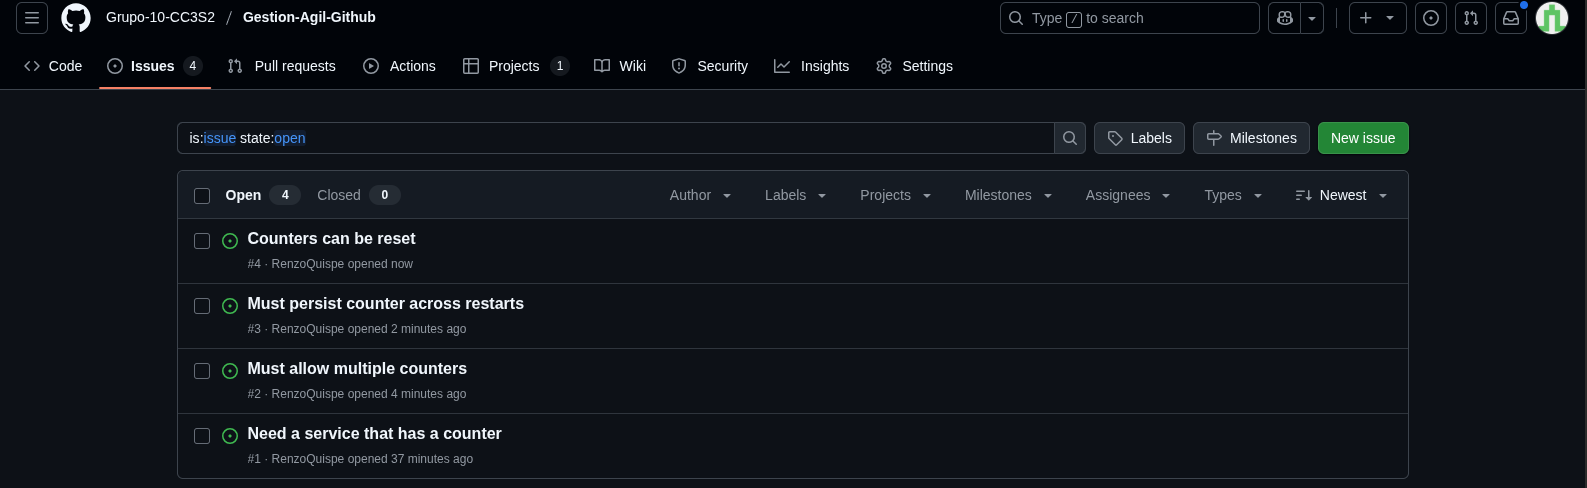 Grupo-10-CC3S2 / Gestion-Agil-Github
Type / to search
Code Issues 4 Pull requests Actions Projects 1 Wiki Security Insights Settings
is:issue state:open
Labels Milestones New issue
Open 4 Closed 0 Author Labels Projects Milestones Assignees Types Newest
Counters can be reset
#4 · RenzoQuispe opened now
Must persist counter across restarts
#3 · RenzoQuispe opened 2 minutes ago
Must allow multiple counters
#2 · RenzoQuispe opened 4 minutes ago
Need a service that has a counter
#1 · RenzoQuispe opened 37 minutes ago